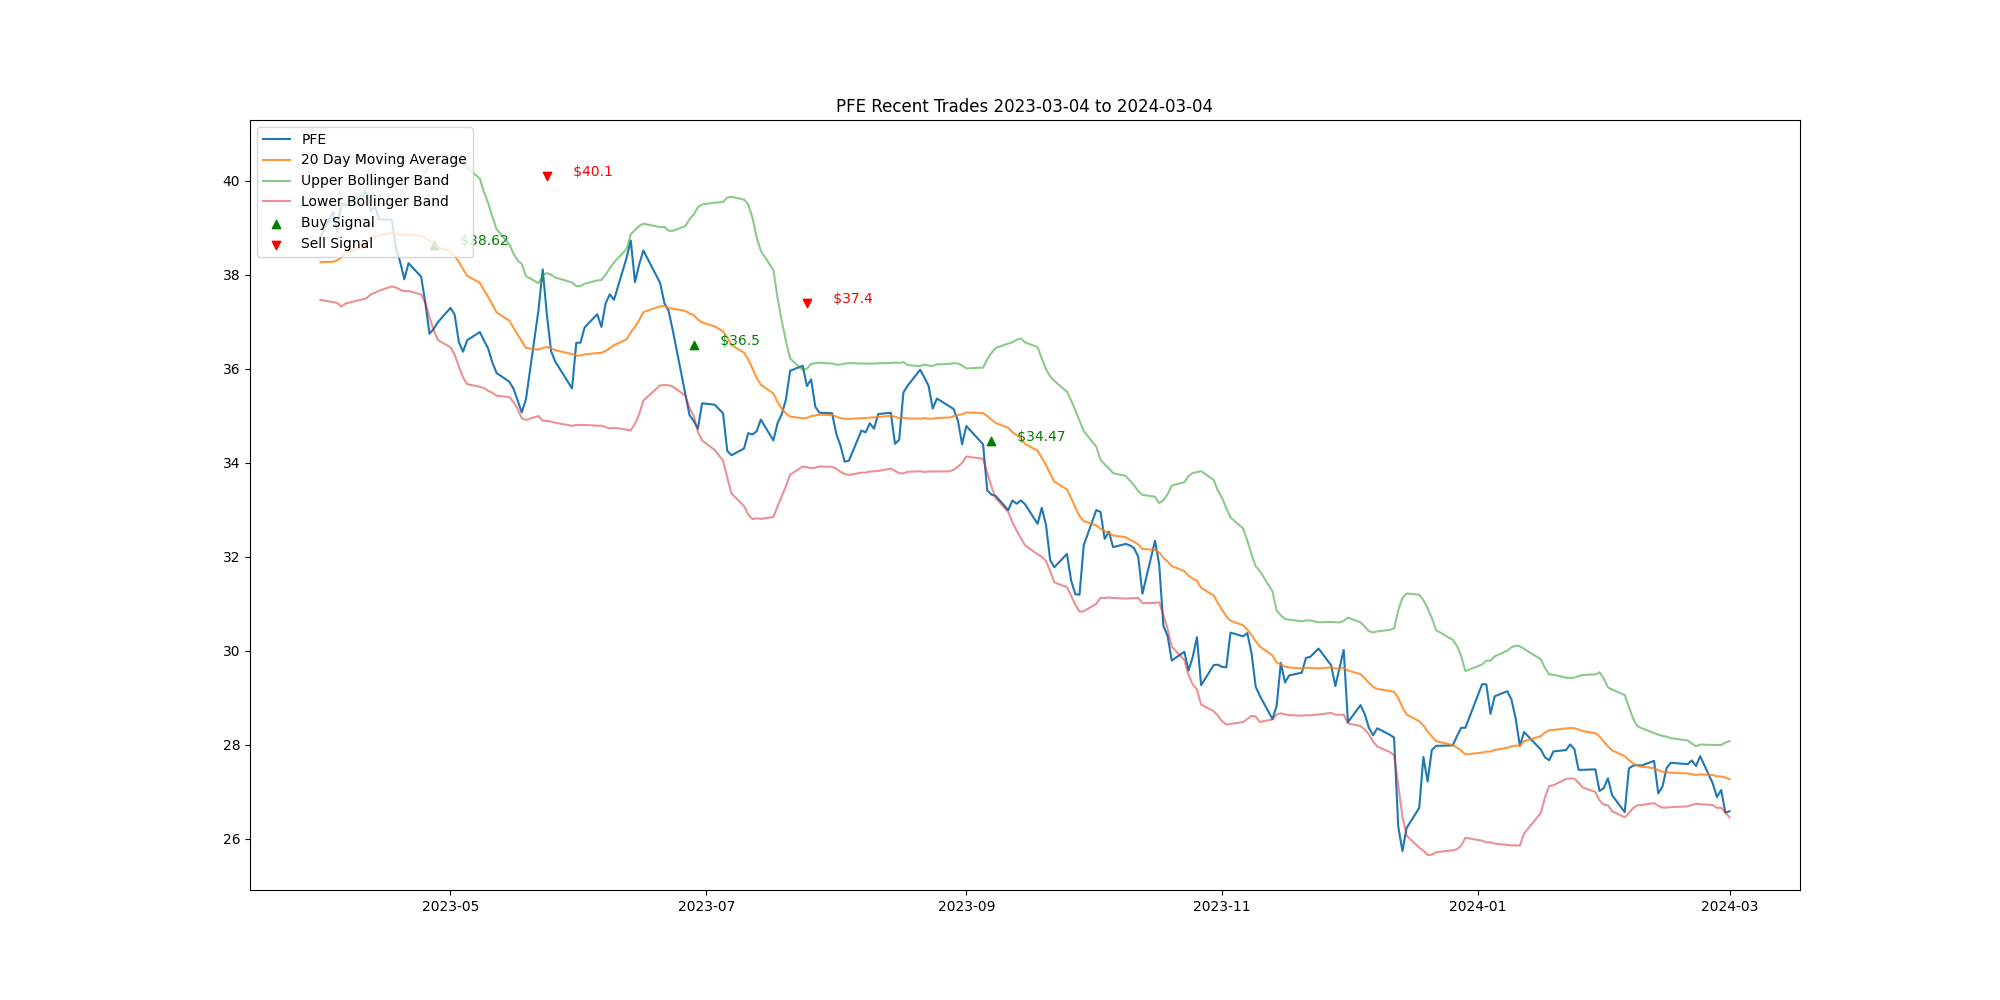 PFE Recent Trades 2023-03-04 to 2024-03-04
PFE
20 Day Moving Average
Upper Bollinger Band
Lower Bollinger Band
Buy Signal
Sell Signal
$40.1
$38.62
$37.4
$36.5
$34.47
40
38
36
34
32
30
28
26
2023-05
2023-07
2023-09
2023-11
2024-01
2024-03